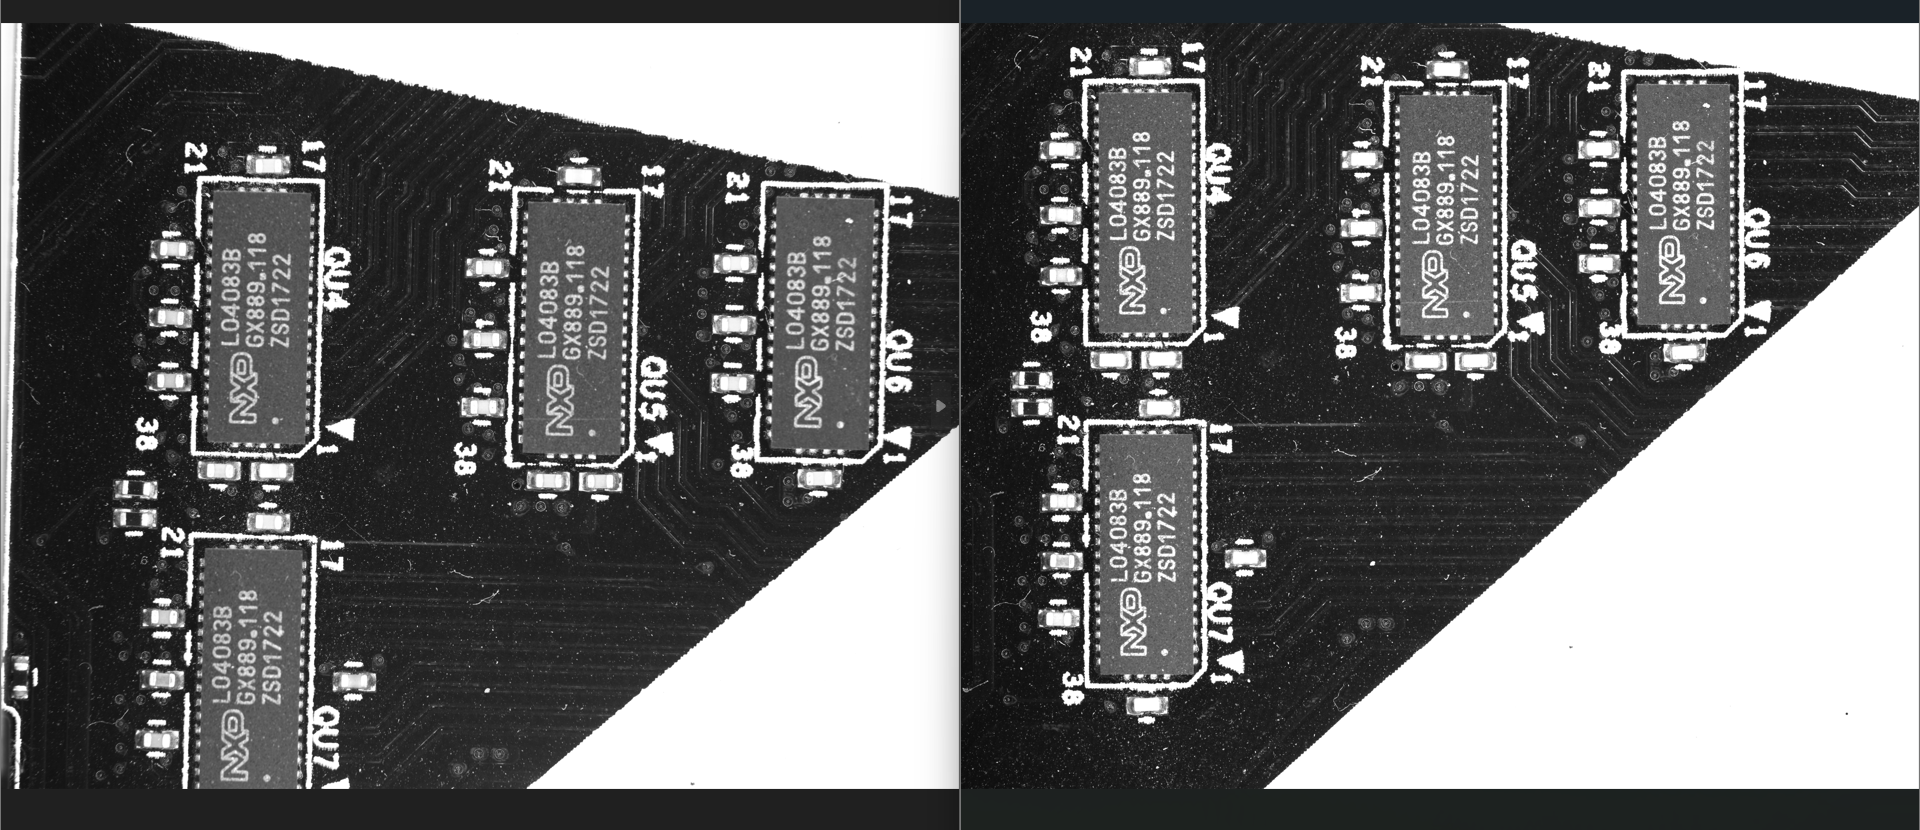 21 17
QU4
NXP
L04083B
GX889.118
ZSD1722
38 1
21 17
QU5
NXP
L04083B
GX889.118
ZSD1722
38 1
21 17
QU6
NXP
L04083B
GX889.118
ZSD1722
38 1
21 17
QU7
NXP
L04083B
GX889.118
ZSD1722
21 17
QU4
NXP
L04083B
GX889.118
ZSD1722
38 1
21 17
QU5
NXP
L04083B
GX889.118
ZSD1722
38 1
21 17
QU6
NXP
L04083B
GX889.118
ZSD1722
38 1
21 17
QU7
NXP
L04083B
GX889.118
ZSD1722
38 1